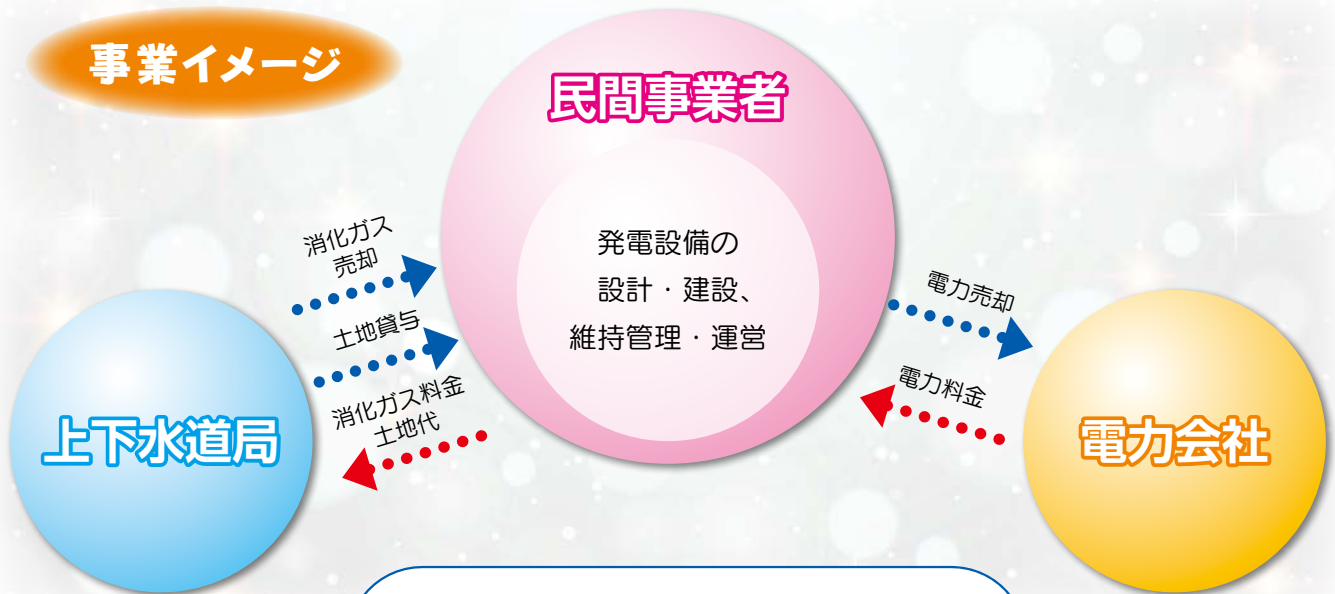 事業イメージ
民間事業者
発電設備の
設計・建設、
維持管理・運営
消化ガス
売却
土地貸与
消化ガス料金
土地代
上下水道局
電力売却
電力料金
電力会社